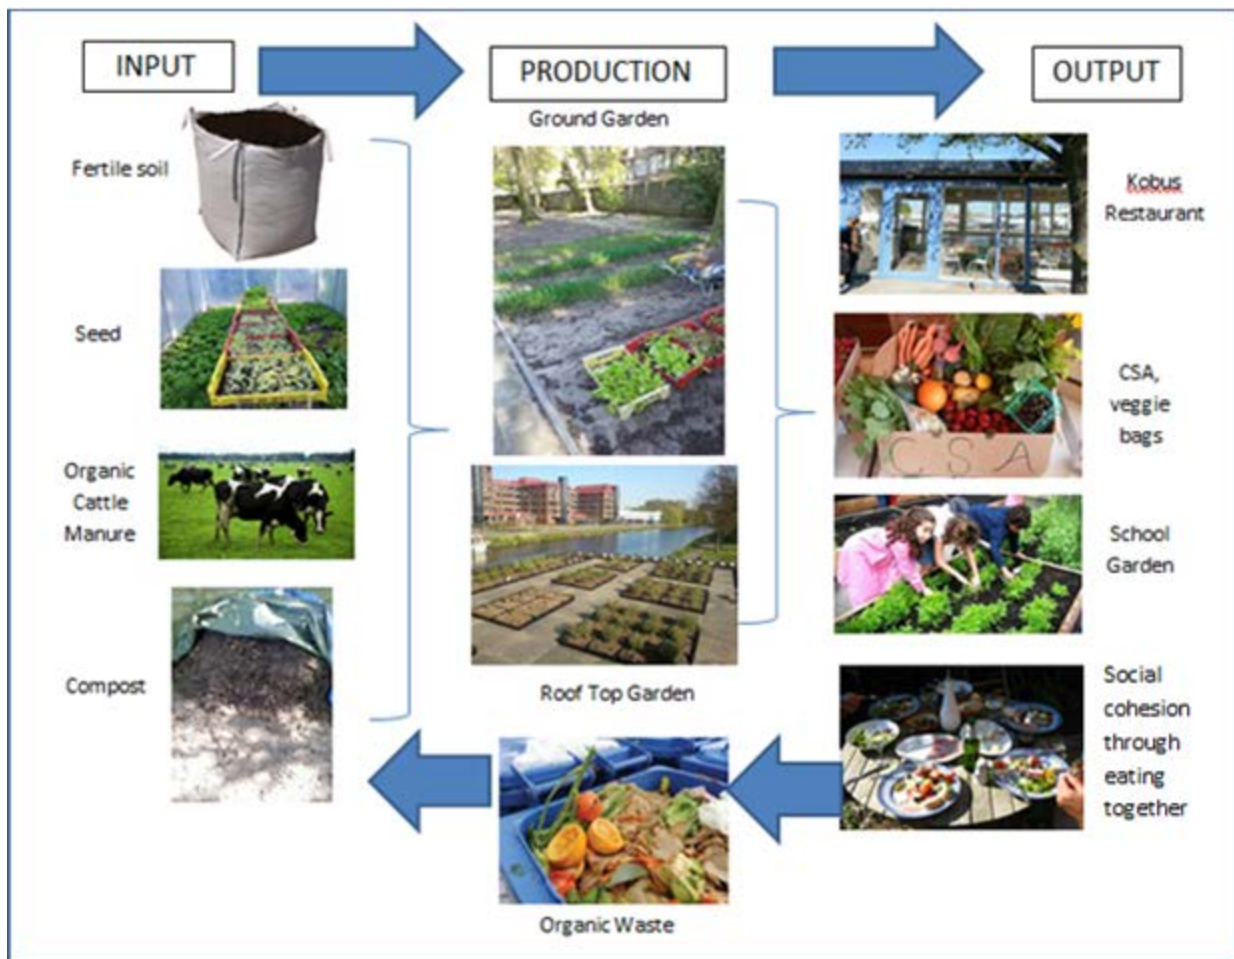 INPUT
PRODUCTION
OUTPUT
Ground Garden
Fertile soil
Kobus
Restaurant
Seed
CSA,
veggie
bags
CSA
Organic
Cattle
Manure
School
Garden
Compost
Roof Top Garden
Social
cohesion
through
eating
together
Organic Waste